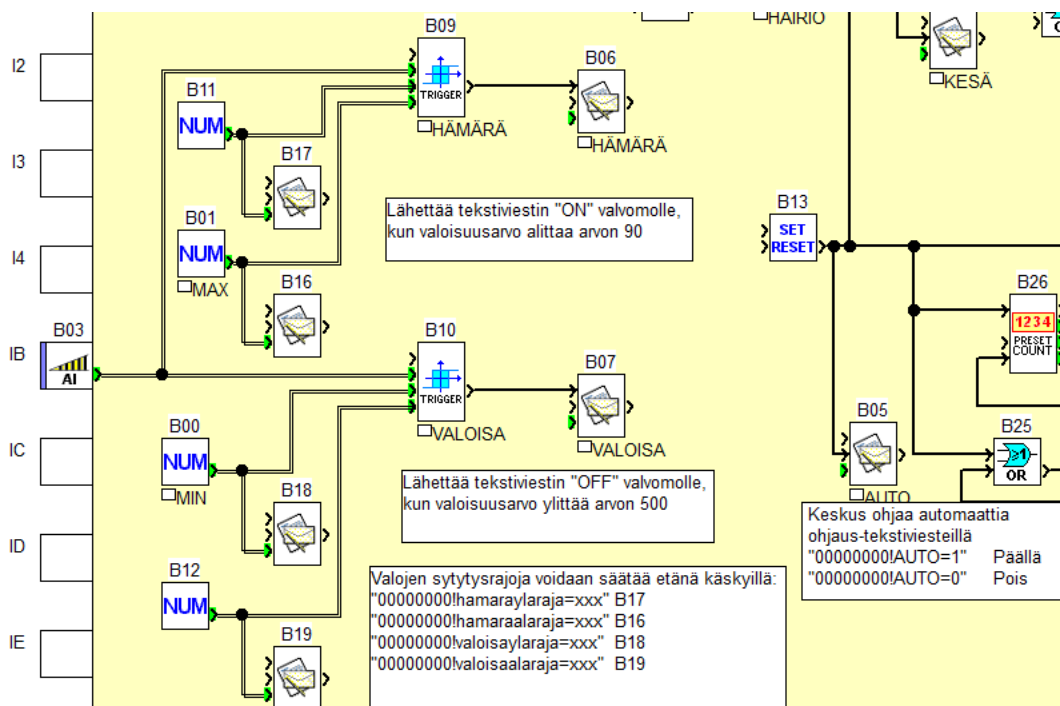 HÄIRIÖ
B09
TRIGGER
HÄMÄRÄ
B06
HÄMÄRÄ
KESÄ
I2
B11
NUM
I3
B17
B01
NUM
MAX
Lähettää tekstiviestin "ON" valvomolle,
kun valoisuusarvo alittaa arvon 90
B13
SET
RESET
I4
B16
B26
1234
PRESET
COUNT
B03
IB
AI
B10
TRIGGER
VALOISA
B07
VALOISA
B05
AUTO
B25
≥1
OR
B00
IC
NUM
MIN
Lähettää tekstiviestin "OFF" valvomolle,
kun valoisuusarvo ylittää arvon 500
B18
Keskus ohjaa automaattia
ohjaus-tekstiviesteillä
"00000000!AUTO=1" Päällä
"00000000!AUTO=0" Pois
ID
B12
NUM
Valojen sytytysrajoja voidaan säätää etänä käskyillä:
"00000000!hamaraylaraja=xxx" B17
"00000000!hamaraalaraja=xxx" B16
"00000000!valoisaylaraja=xxx" B18
"00000000!valoisaalaraja=xxx" B19
IE
B19